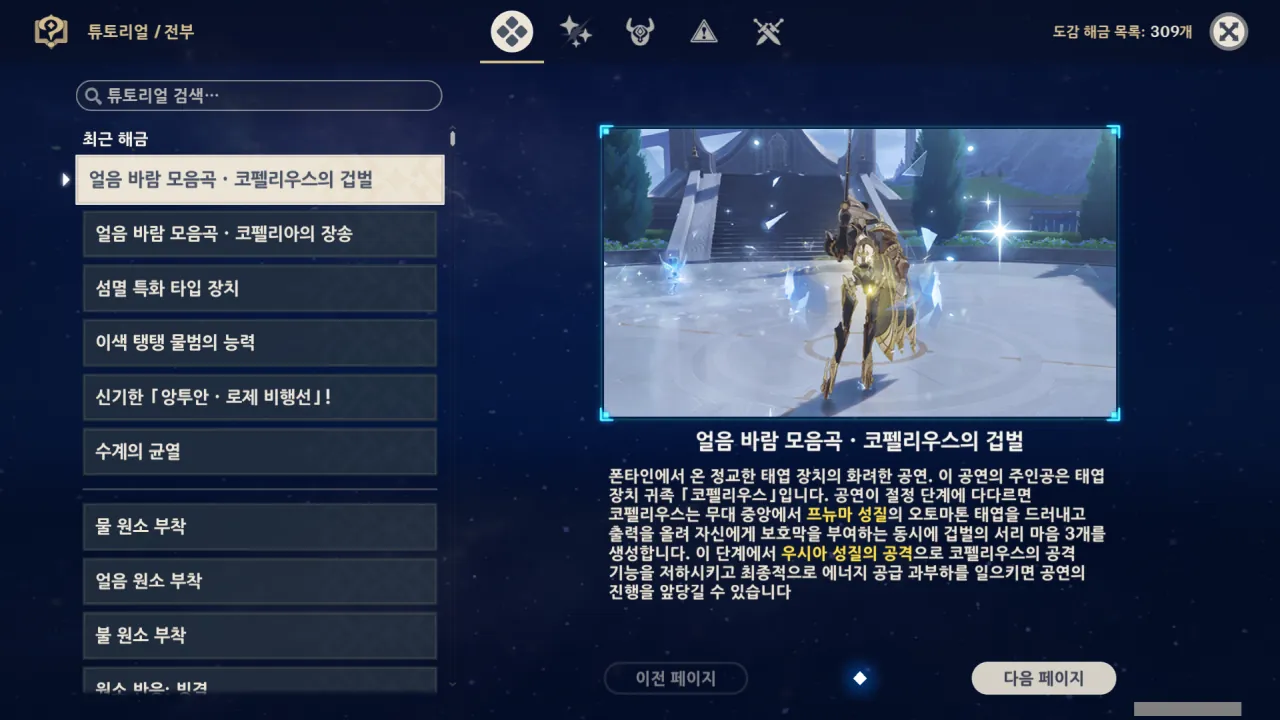 튜토리얼 / 전부
도감 해금 목록: 309개
튜토리얼 검색…
최근 해금
얼음 바람 모음곡 · 코펠리우스의 겁벌
얼음 바람 모음곡 · 코펠리아의 장송
섬멸 특화 타입 장치
이색 탱탱 물범의 능력
신기한 「앙투안 · 로제 비행선」!
수계의 균열
물 원소 부착
얼음 원소 부착
불 원소 부착
원소 반응: 빙결
얼음 바람 모음곡 · 코펠리우스의 겁벌
폰타인에서 온 정교한 태엽 장치의 화려한 공연. 이 공연의 주인공은 태엽
장치 귀족 「코펠리우스」입니다. 공연이 절정 단계에 다다르면
코펠리우스는 무대 중앙에서 프뉴마 성질의 오토마톤 태엽을 드러내고
출력을 올려 자신에게 보호막을 부여하는 동시에 겁벌의 서리 마음 3개를
생성합니다. 이 단계에서 우시아 성질의 공격으로 코펠리우스의 공격
기능을 저하시키고 최종적으로 에너지 공급 과부하를 일으키면 공연의
진행을 앞당길 수 있습니다
이전 페이지
다음 페이지